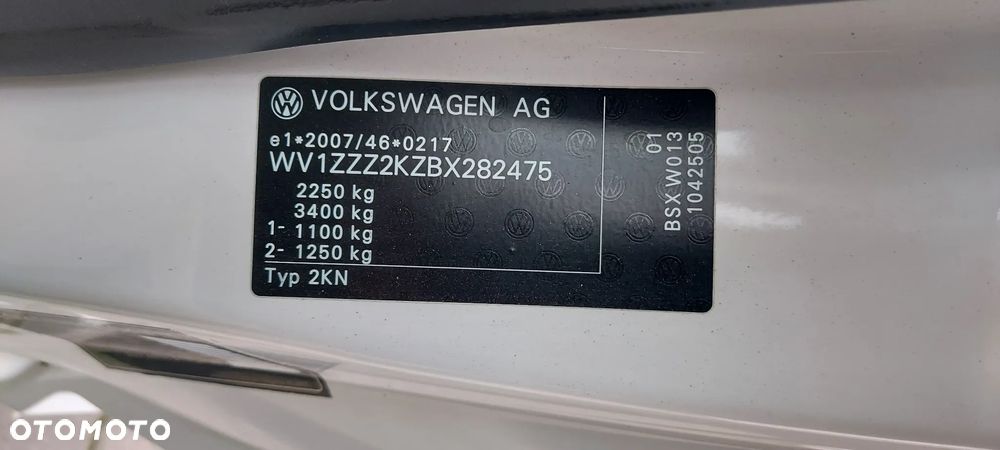 VOLKSWAGEN AG
e1*2007/46*0217
WV1ZZZ2KZBX282475
2250 kg
3400 kg
1- 1100 kg
2- 1250 kg
Typ 2KN
01
BSX W013
1042505
OTOMOTO